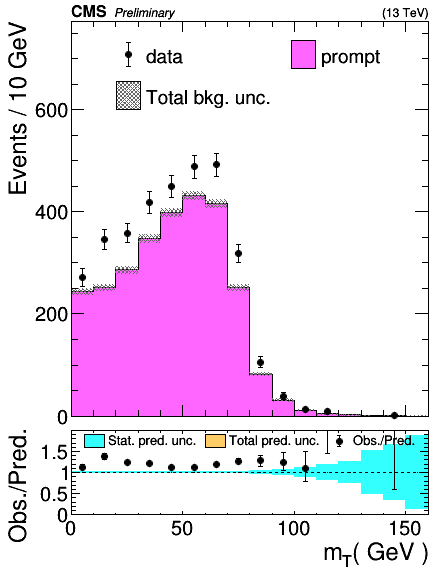 CMS Preliminary (13 TeV)
Events / 10 GeV
data
prompt
Total bkg. unc.
600
400
200
0
Stat. pred. unc.
Total pred. unc.
Obs./Pred.
Obs./Pred.
2
1.5
1
0.5
0
0 50 100 150
m_T( GeV )